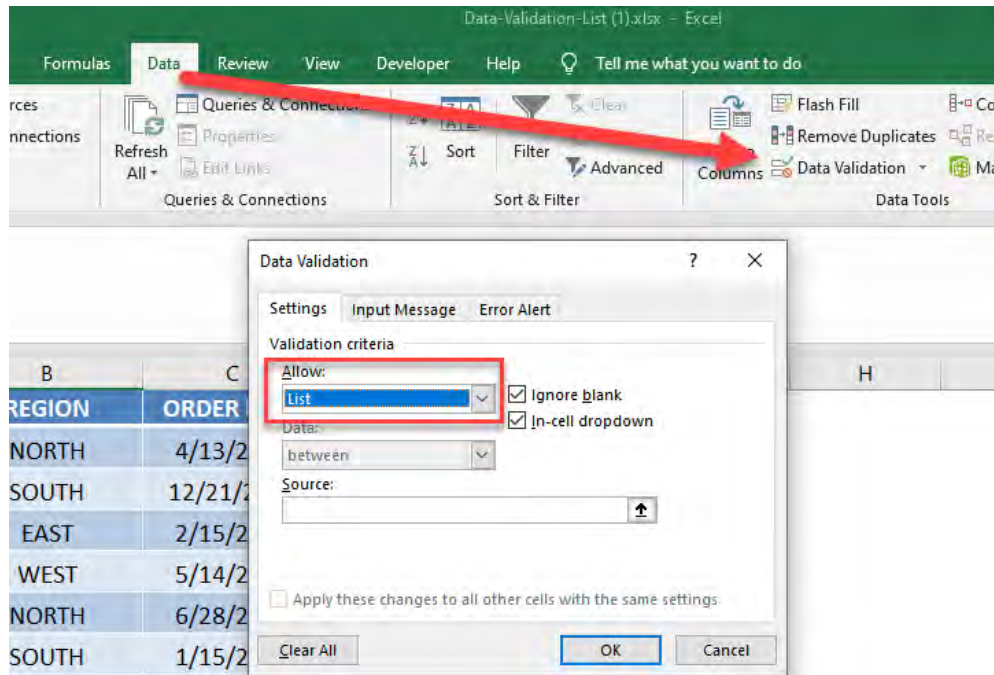 Data-Validation-List (1).xlsx - Excel
Formulas Data Review View Developer Help Tell me what you want to do
Queries &
Clear
Flash Fill
Properties
Remove Duplicates
Refresh All
Edit Links
Sort
Filter
Advanced
Columns
Data Validation
Queries & Connections
Sort & Filter
Data Tools
Data Validation ?
Settings Input Message Error Alert
Validation criteria
Allow:
List
Ignore blank
Data:
In-cell dropdown
between
Source:
Apply these changes to all other cells with the same settings
Clear All OK Cancel
B C H
REGION ORDER
NORTH 4/13/2
SOUTH 12/21/2
EAST 2/15/2
WEST 5/14/2
NORTH 6/28/2
SOUTH 1/15/2